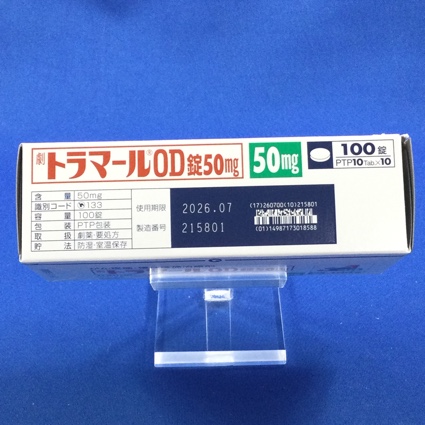 劇 トラマール®OD錠50mg 50mg 100錠
PTP10Tab.×10
含量 50mg
識別コード 133
容量 100錠
包装 PTP包装
取扱 劇薬・要処方
貯法 防湿・室温保存
使用期限 2026.07
製造番号 215801
(17)260700(10)215801
(01)14987173018588